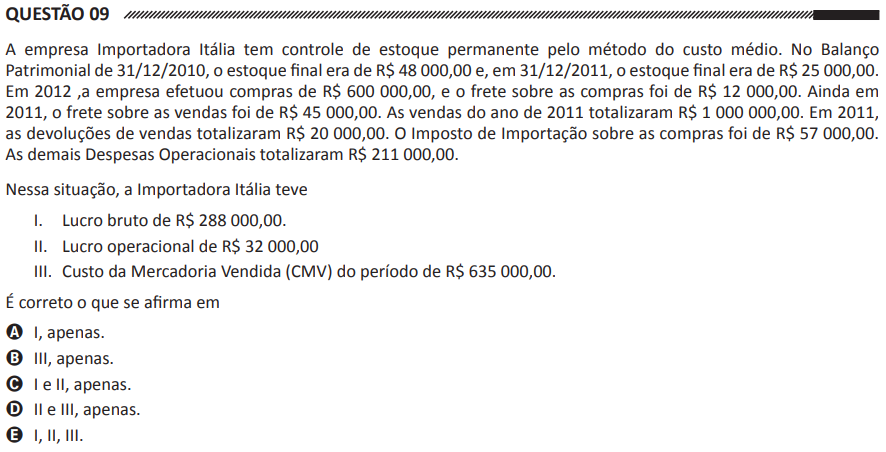 QUESTÃO 09
A empresa Importadora Itália tem controle de estoque permanente pelo método do custo médio. No Balanço
Patrimonial de 31/12/2010, o estoque final era de R$ 48 000,00 e, em 31/12/2011, o estoque final era de R$ 25 000,00.
Em 2012 ,a empresa efetuou compras de R$ 600 000,00, e o frete sobre as compras foi de R$ 12 000,00. Ainda em
2011, o frete sobre as vendas foi de R$ 45 000,00. As vendas do ano de 2011 totalizaram R$ 1 000 000,00. Em 2011,
as devoluções de vendas totalizaram R$ 20 000,00. O Imposto de Importação sobre as compras foi de R$ 57 000,00.
As demais Despesas Operacionais totalizaram R$ 211 000,00.
Nessa situação, a Importadora Itália teve
I. Lucro bruto de R$ 288 000,00.
II. Lucro operacional de R$ 32 000,00
III. Custo da Mercadoria Vendida (CMV) do período de R$ 635 000,00.
É correto o que se afirma em
A I, apenas.
B III, apenas.
C I e II, apenas.
D II e III, apenas.
E I, II, III.